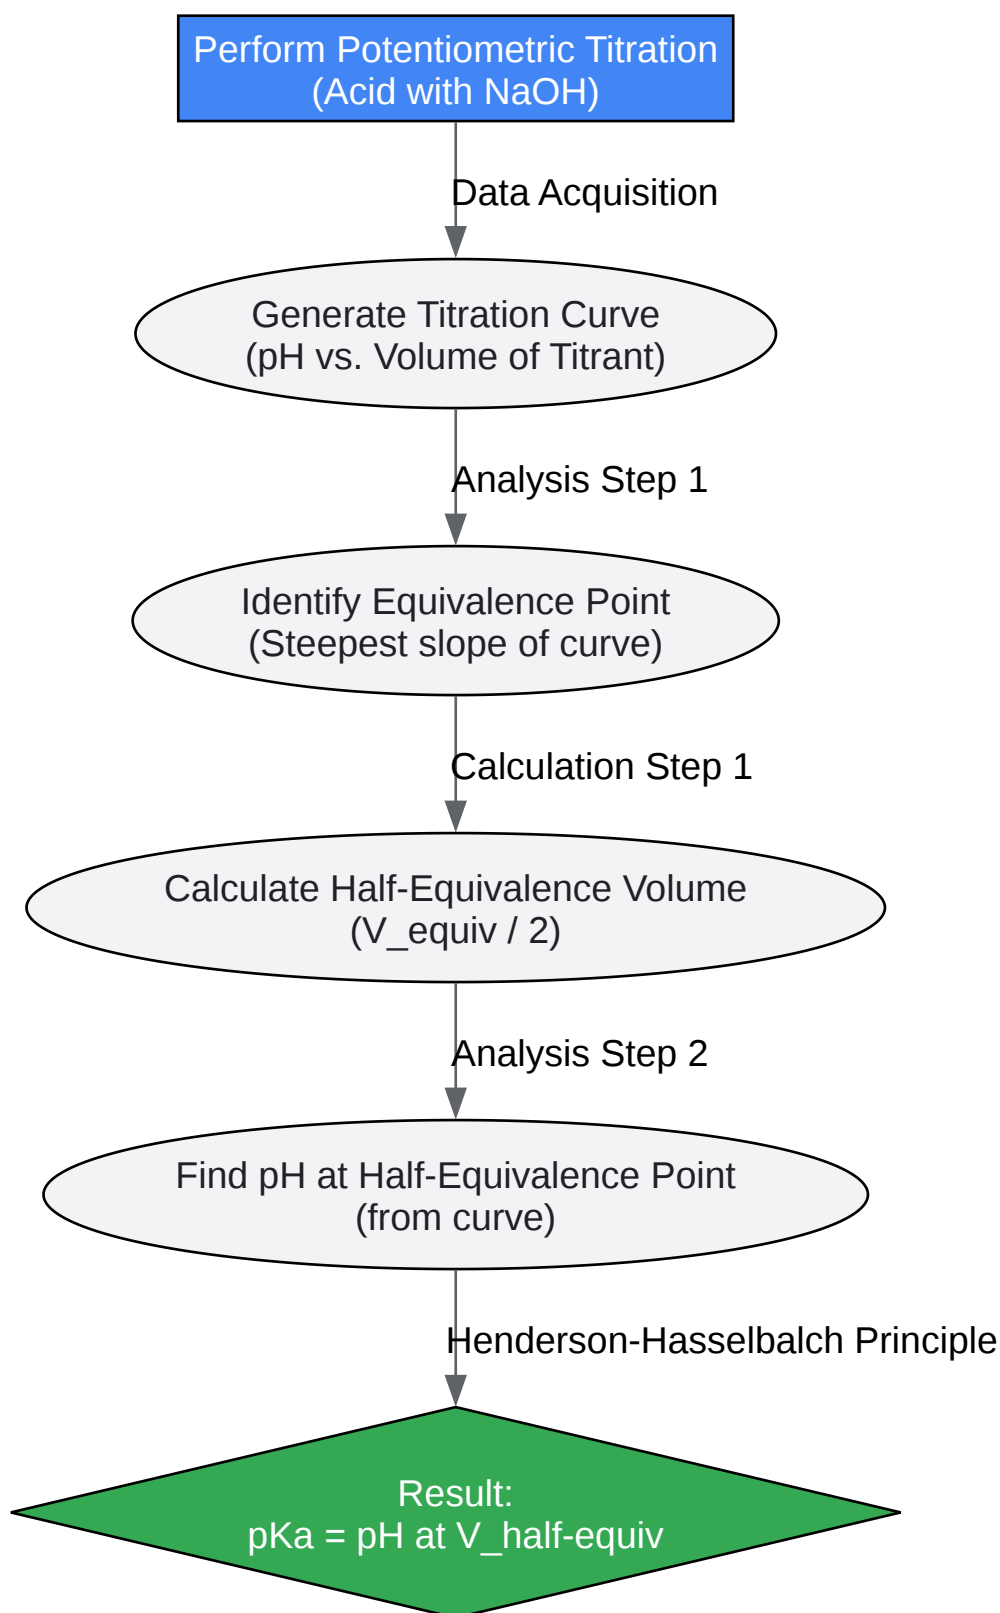 Perform Potentiometric Titration
(Acid with NaOH)
Data Acquisition
Generate Titration Curve
(pH vs. Volume of Titrant)
Analysis Step 1
Identify Equivalence Point
(Steepest slope of curve)
Calculation Step 1
Calculate Half-Equivalence Volume
(V_equiv / 2)
Analysis Step 2
Find pH at Half-Equivalence Point
(from curve)
Henderson-Hasselbalch Principle
Result:
pKa = pH at V_half-equiv